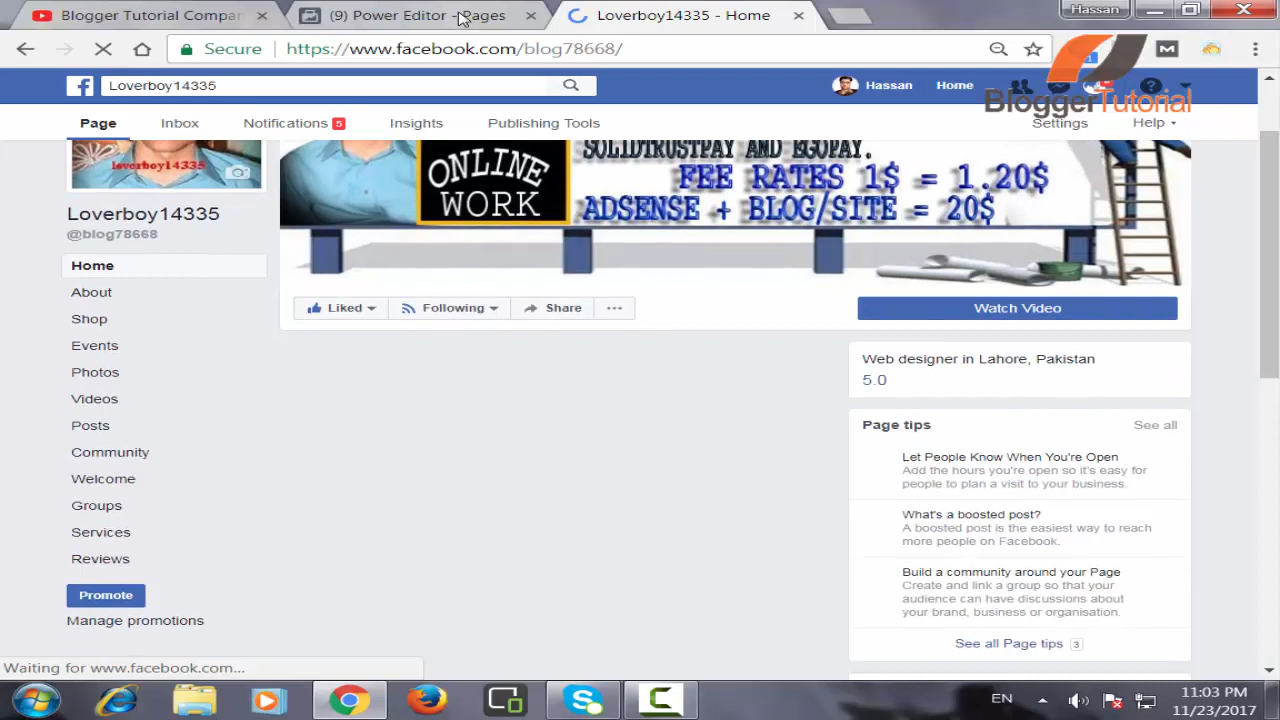 Blogger Tutorial Compan
(9) Power Editor - Pages
Loverboy14335 - Home
Hassan
Secure
https://www.facebook.com/blog78668/
Loverboy14335
Hassan
Home
BloggerTutorial
Page
Inbox
Notifications 5
Insights
Publishing Tools
Settings
Help
loverboy14335
ONLINE
WORK
SOLIDTRUSTPAY AND EGOPAY.
FEE RATES 1$ = 1.20$
ADSENSE + BLOG/SITE = 20$
Loverboy14335
@blog78668
Home
About
Shop
Events
Photos
Videos
Posts
Community
Welcome
Groups
Services
Reviews
Promote
Manage promotions
Liked
Following
Share
...
Watch Video
Web designer in Lahore, Pakistan
5.0
Page tips
See all
Let People Know When You're Open
Add the hours you're open so it's easy for
people to plan a visit to your business.
What's a boosted post?
A boosted post is the easiest way to reach
more people on Facebook.
Build a community around your Page
Create and link a group so that your
audience can have discussions about
your brand, business or organisation.
See all Page tips 3
Waiting for www.facebook.com...
EN
11:03 PM
11/23/2017